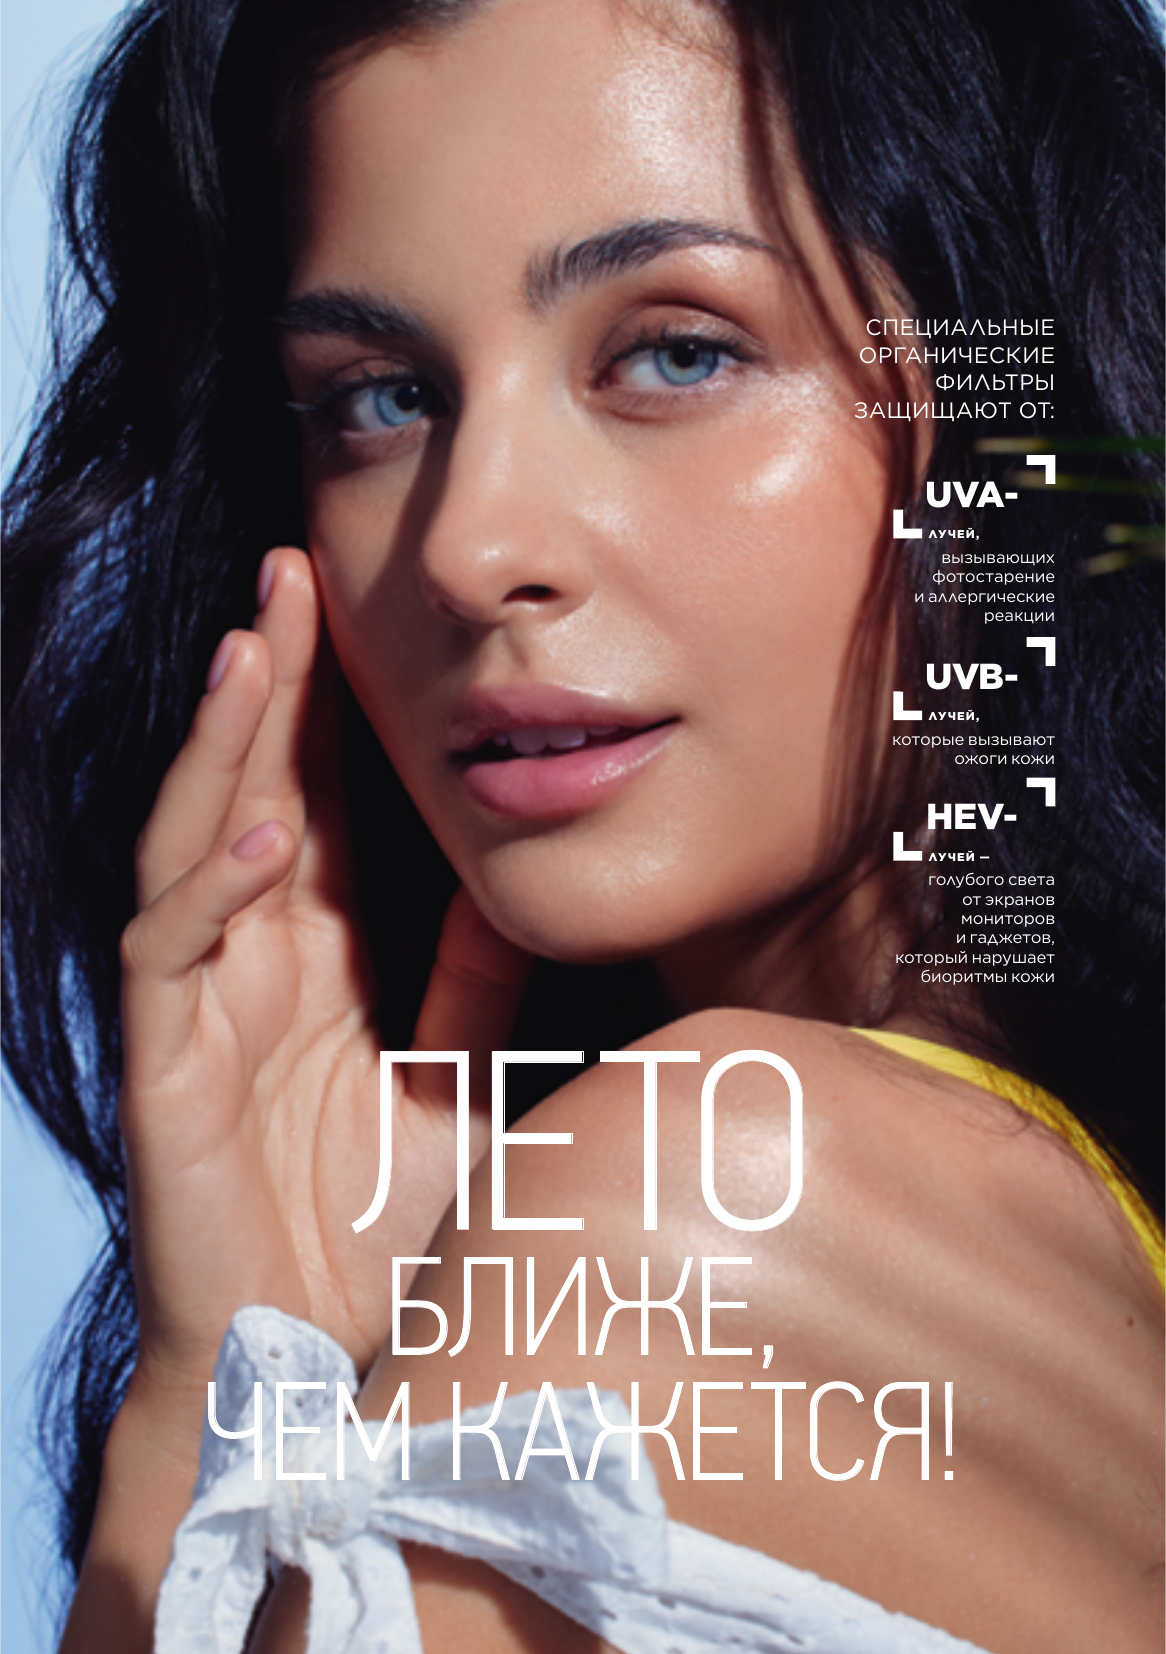 СПЕЦИАЛЬНЫЕ
ОРГАНИЧЕСКИЕ
ФИЛЬТРЫ
ЗАЩИЩАЮТ ОТ:
UVA-
ЛУЧЕЙ,
вызывающих
фотостарение
и аллергические
реакции
UVB-
ЛУЧЕЙ,
которые вызывают
ожоги кожи
HEV-
ЛУЧЕЙ –
голубого света
от экранов
мониторов
и гаджетов,
который нарушает
биоритмы кожи
ЛЕТО
БЛИЖЕ,
ЧЕМ КАЖЕТСЯ!